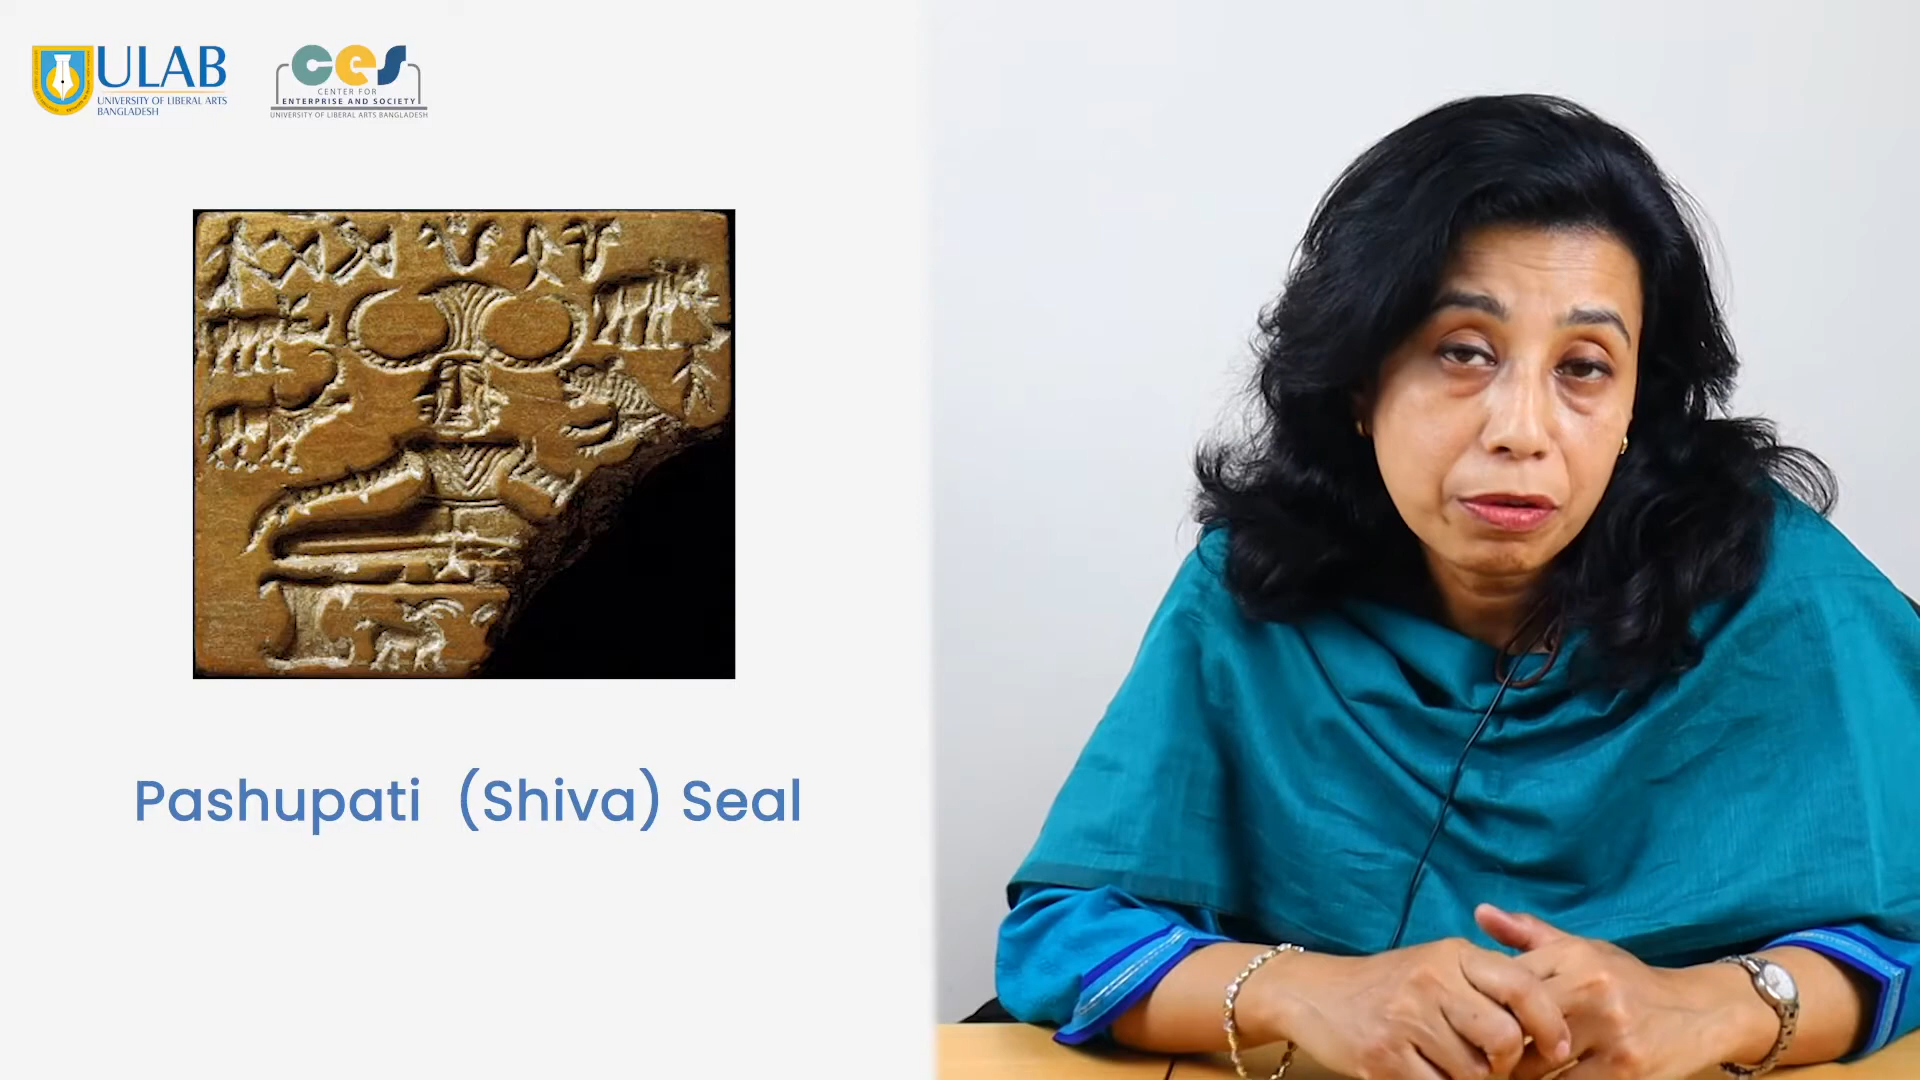 ULAB
UNIVERSITY OF LIBERAL ARTS
BANGLADESH
ces
CENTER FOR
ENTERPRISE AND SOCIETY
UNIVERSITY OF LIBERAL ARTS BANGLADESH
Pashupati (Shiva) Seal